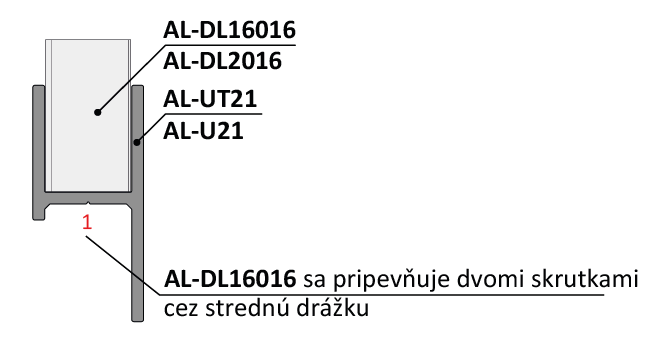 AL-DL16016
AL-DL2016
AL-UT21
AL-U21
1
AL-DL16016 sa pripevňuje dvomi skrutkami
cez strednú drážku